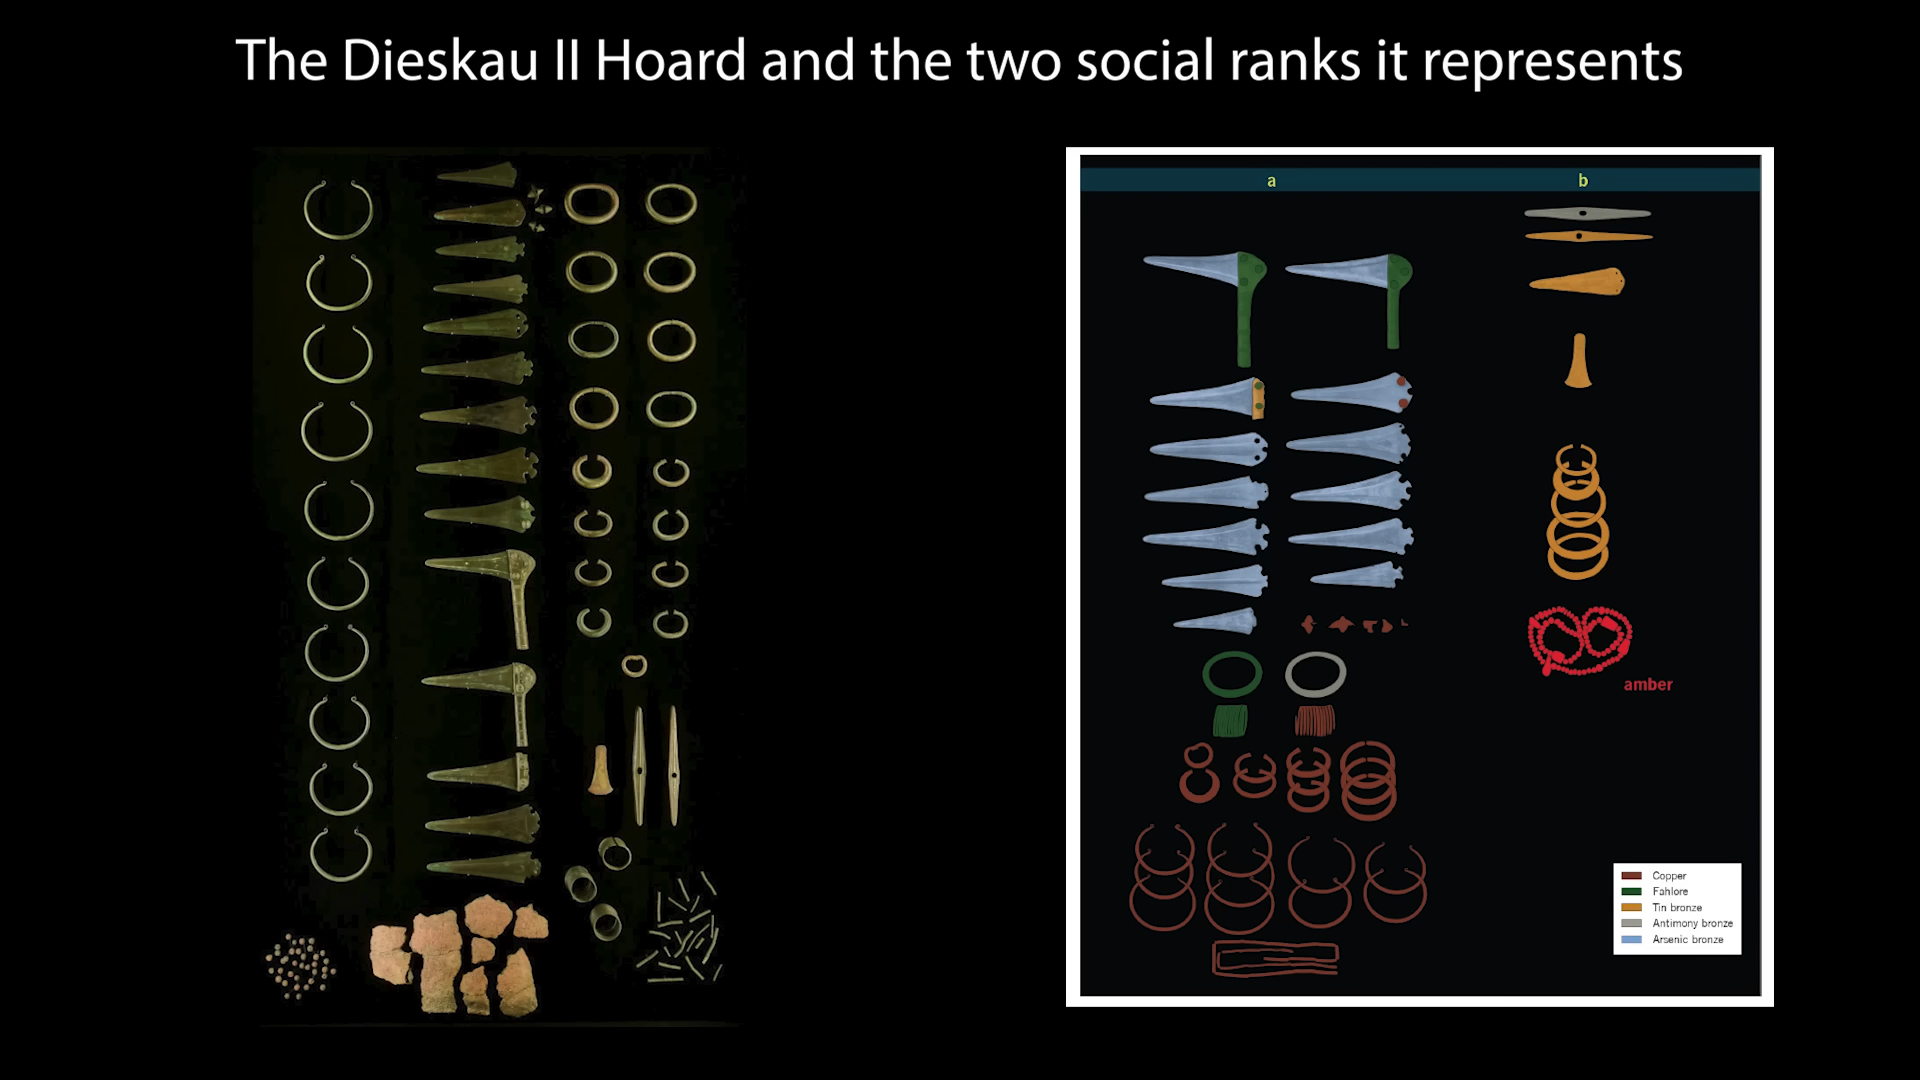 The Dieskau II Hoard and the two social ranks it represents
a
b
amber
Copper
Fahlore
Tin bronze
Antimony bronze
Arsenic bronze